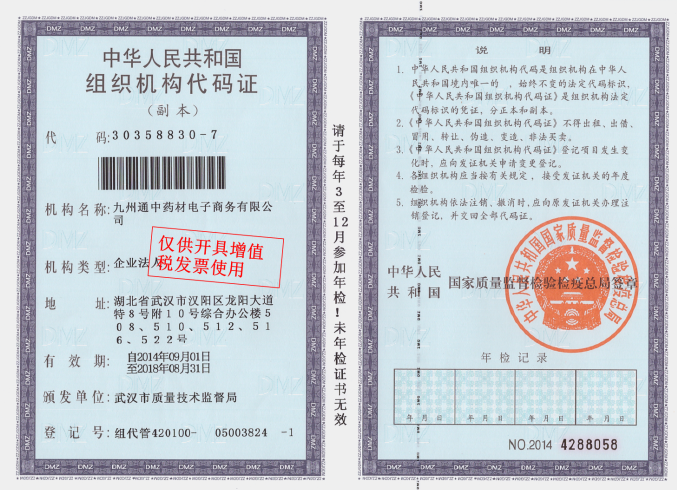 中华人民共和国
组织机构代码证
（副本）
代 码:30358830-7
机构名称:九州通中药材电子商务有限公
司
机构类型:企业法人
仅供开具增值
税发票使用
地 址:湖北省武汉市汉阳区龙阳大道
特8号附10号综合办公楼5
08、510、512、51
6、522号
有 效 期:自2014年09月01日
至2018年08月31日
颁发单位:武汉市质量技术监督局
登 记 号:组代管420100- 05003824 -1
请于每年3至12月参加年检！未年检证书无效
说 明
1. 中华人民共和国组织机构代码是组织机构在中华人
民共和国境内唯一的 、始终不变的法定代码标识，
《中华人民共和国组织机构代码证》是组织机构法定
代码标识的凭证，分正本和副本。
2.《中华人民共和国组织机构代码证》不得出租、出借、
冒用、转让、伪造、变造、非法买卖。
3.《中华人民共和国组织机构代码证》登记项目发生变
化时，应向发证机关申请变更登记。
4. 各组织机构应当按有关规定，接受发证机关的年度
检验。
5. 组织机构依法注销、撤消时，应向原发证机关办理注
销登记，并交回全部代码证。
中华人民共和国国家质量监督检验检疫总局
中华人民
共 和 国 国家质量监督检验检疫总局签章
年检记录
年 月 日 年 月 日 年 月 日 年 月 日
NO.2014 4288058